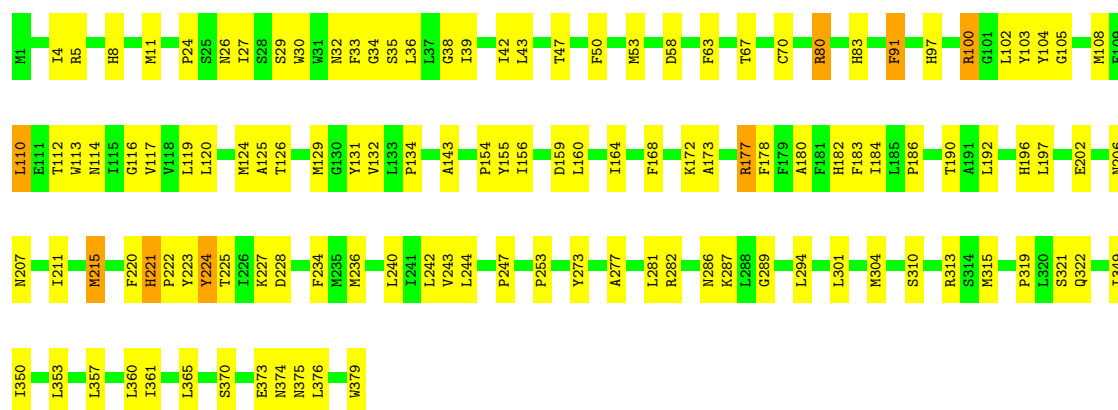 M1 I4 R5 H8 M11 P24 S25 N26 I27 S28 S29 W30 W31 N32 F33 G34 S35 L36 L37 G38 I39 I42 L43 T47 F50 M53 D58 F63 T67 C70 R80 H83 F91 H97 R100 G101 L102 Y103 Y104 G105 M108 E109
L110 E111 T112 W113 N114 I115 G116 V117 V118 L119 L120 M124 A125 T126 M129 G130 Y131 V132 L133 P134 A143 P154 Y155 I156 D159 L160 I164 F168 K172 A173 R177 F178 F179 A180 F181 H182 F183 I184 L185 P186 T190 A191 L192 H196 L197 E202 N206
N207 I211 M215 F220 H221 P222 Y223 Y224 T225 I226 K227 D228 F234 M235 M236 L240 I241 L242 V243 L244 P247 P253 Y273 A277 L281 R282 N286 K287 L288 G289 L294 L301 M304 S310 R313 S314 M315 P319 L320 S321 Q322 I349
I350 L353 L357 L360 I361 L365 S370 E373 N374 N375 L376 W379